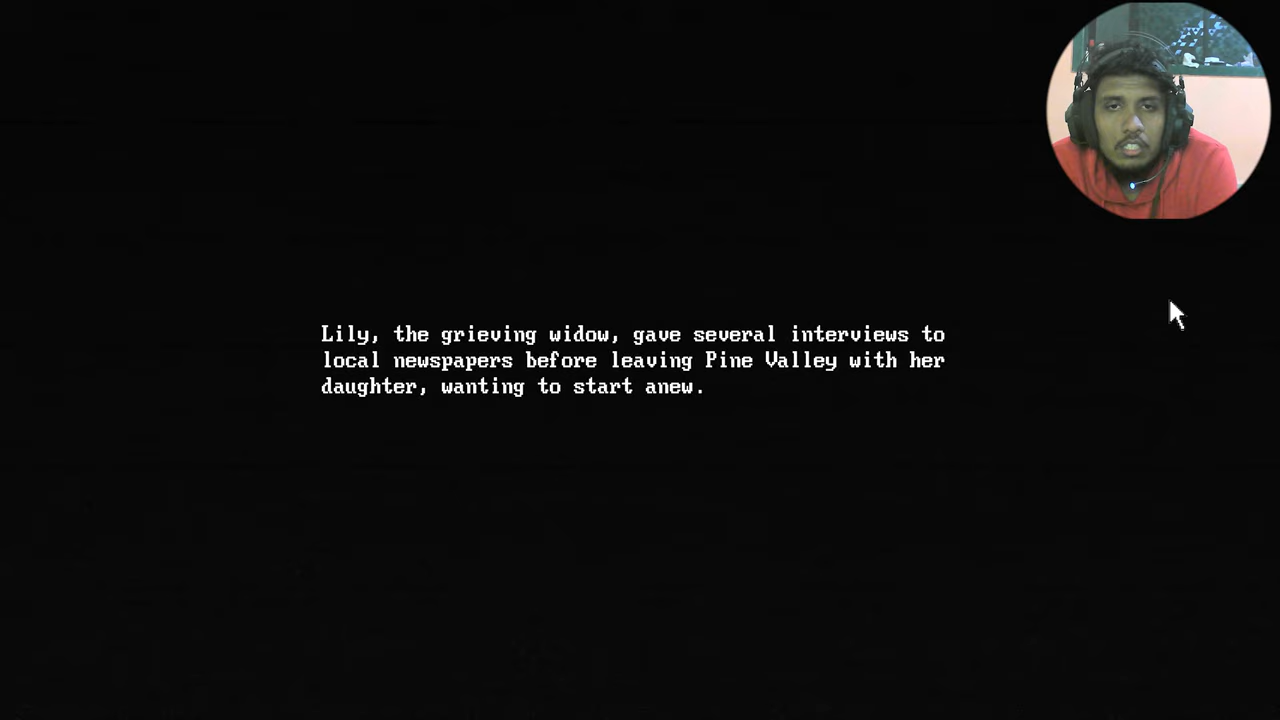 Lily, the grieving widow, gave several interviews to
local newspapers before leaving Pine Valley with her
daughter, wanting to start anew.